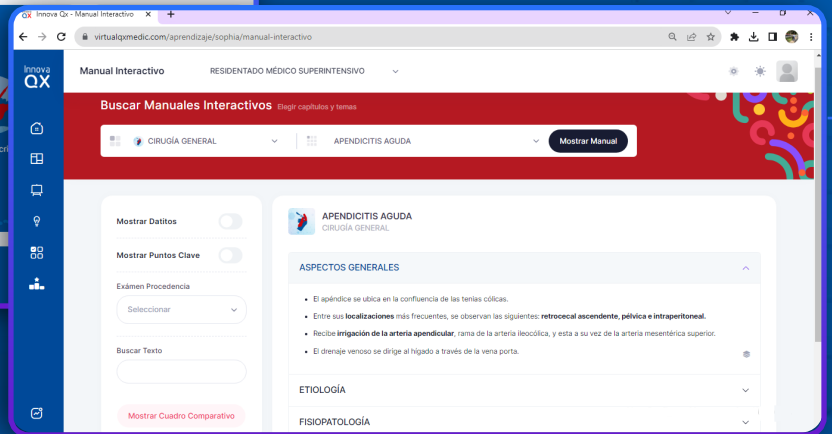 Innova Qx - Manual Interactivo
virtualqxmedic.com/aprendizaje/sophia/manual-interactivo
Innova
QX
Manual Interactivo
RESIDENTADO MÉDICO SUPERINTENSIVO
Buscar Manuales Interactivos Elegir capítulos y temas
CIRUGÍA GENERAL
APENDICITIS AGUDA
Mostrar Manual
Mostrar Datitos
Mostrar Puntos Clave
Exámen Procedencia
Seleccionar
Buscar Texto
Mostrar Cuadro Comparativo
APENDICITIS AGUDA
CIRUGÍA GENERAL
ASPECTOS GENERALES
• El apéndice se ubica en la confluencia de las tenias cólicas.
• Entre sus localizaciones más frecuentes, se observan las siguientes: retrocecal ascendente, pélvica e intraperitoneal.
• Recibe irrigación de la arteria apendicular, rama de la arteria ileocólica, y esta a su vez de la arteria mesentérica superior.
• El drenaje venoso se dirige al hígado a través de la vena porta.
ETIOLOGÍA
FISIOPATOLOGÍA